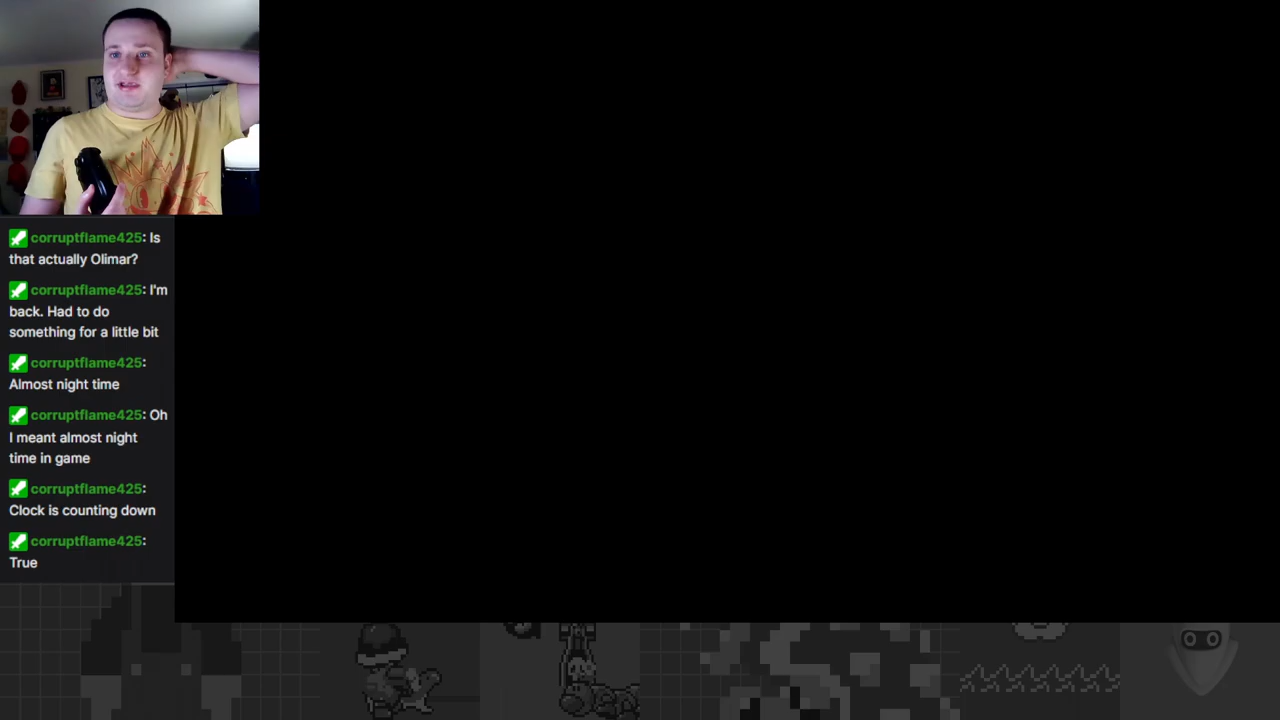 corruptflame425: Is
that actually Olimar?
corruptflame425: I'm
back. Had to do
something for a little bit
corruptflame425:
Almost night time
corruptflame425: Oh
I meant almost night
time in game
corruptflame425:
Clock is counting down
corruptflame425:
True